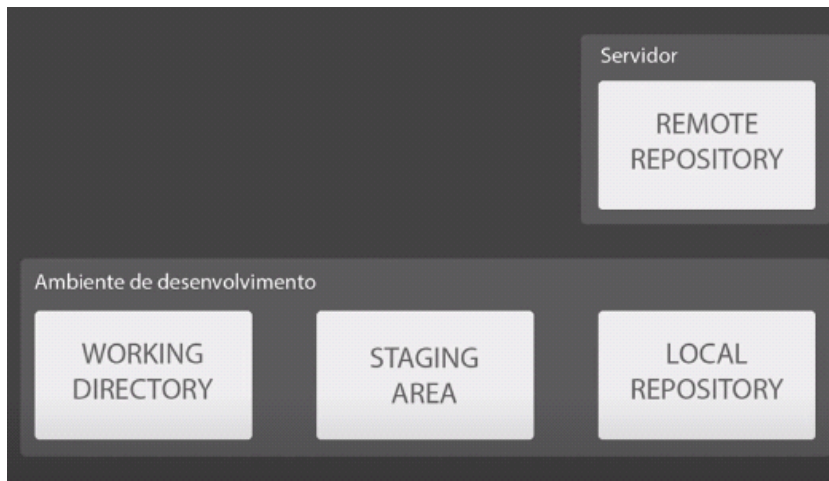 Servidor
REMOTE
REPOSITORY
Ambiente de desenvolvimento
WORKING
DIRECTORY
STAGING
AREA
LOCAL
REPOSITORY